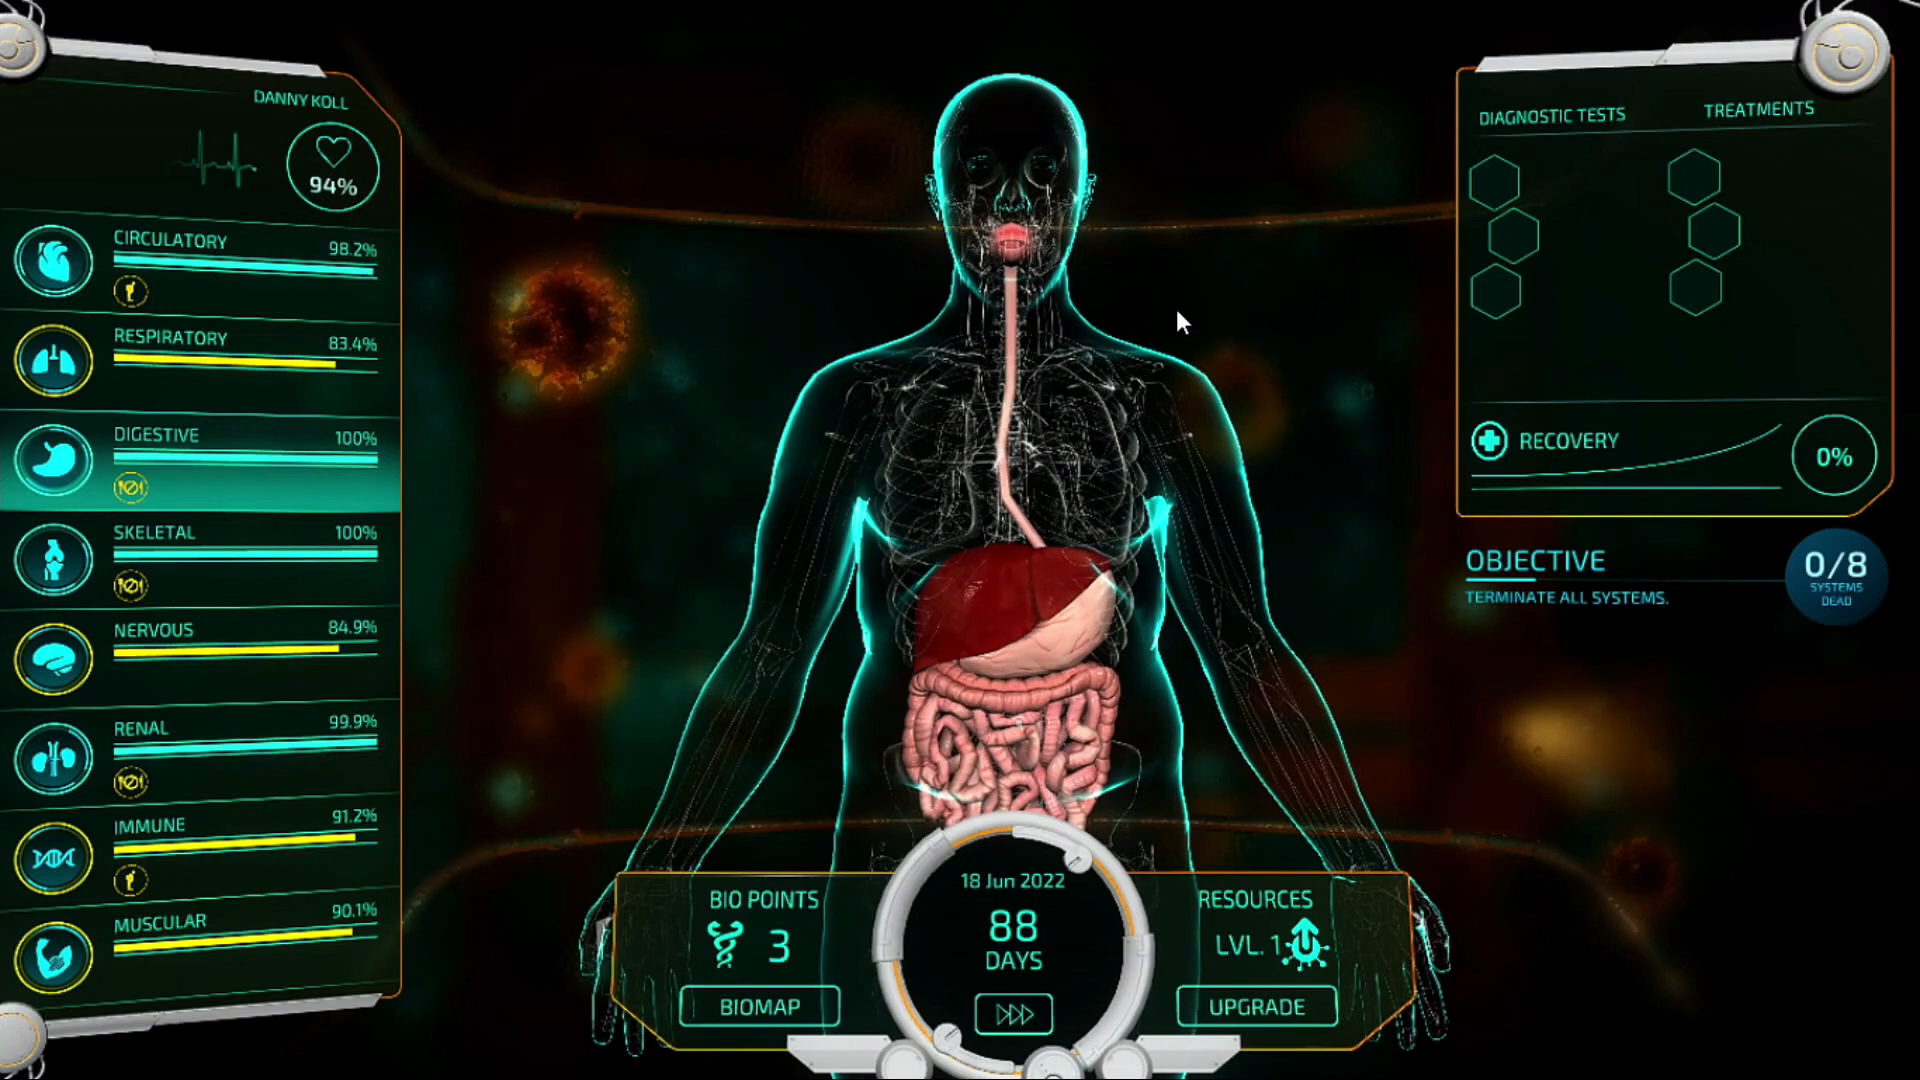 DANNY KOLL
94%
CIRCULATORY 98.2%
RESPIRATORY 83.4%
DIGESTIVE 100%
SKELETAL 100%
NERVOUS 84.9%
RENAL 99.9%
IMMUNE 91.2%
MUSCULAR 90.1%
DIAGNOSTIC TESTS TREATMENTS
RECOVERY 0%
OBJECTIVE
TERMINATE ALL SYSTEMS.
0/8
SYSTEMS
DEAD
BIO POINTS
3
BIOMAP
18 Jun 2022
88
DAYS
RESOURCES
LVL. 1
UPGRADE